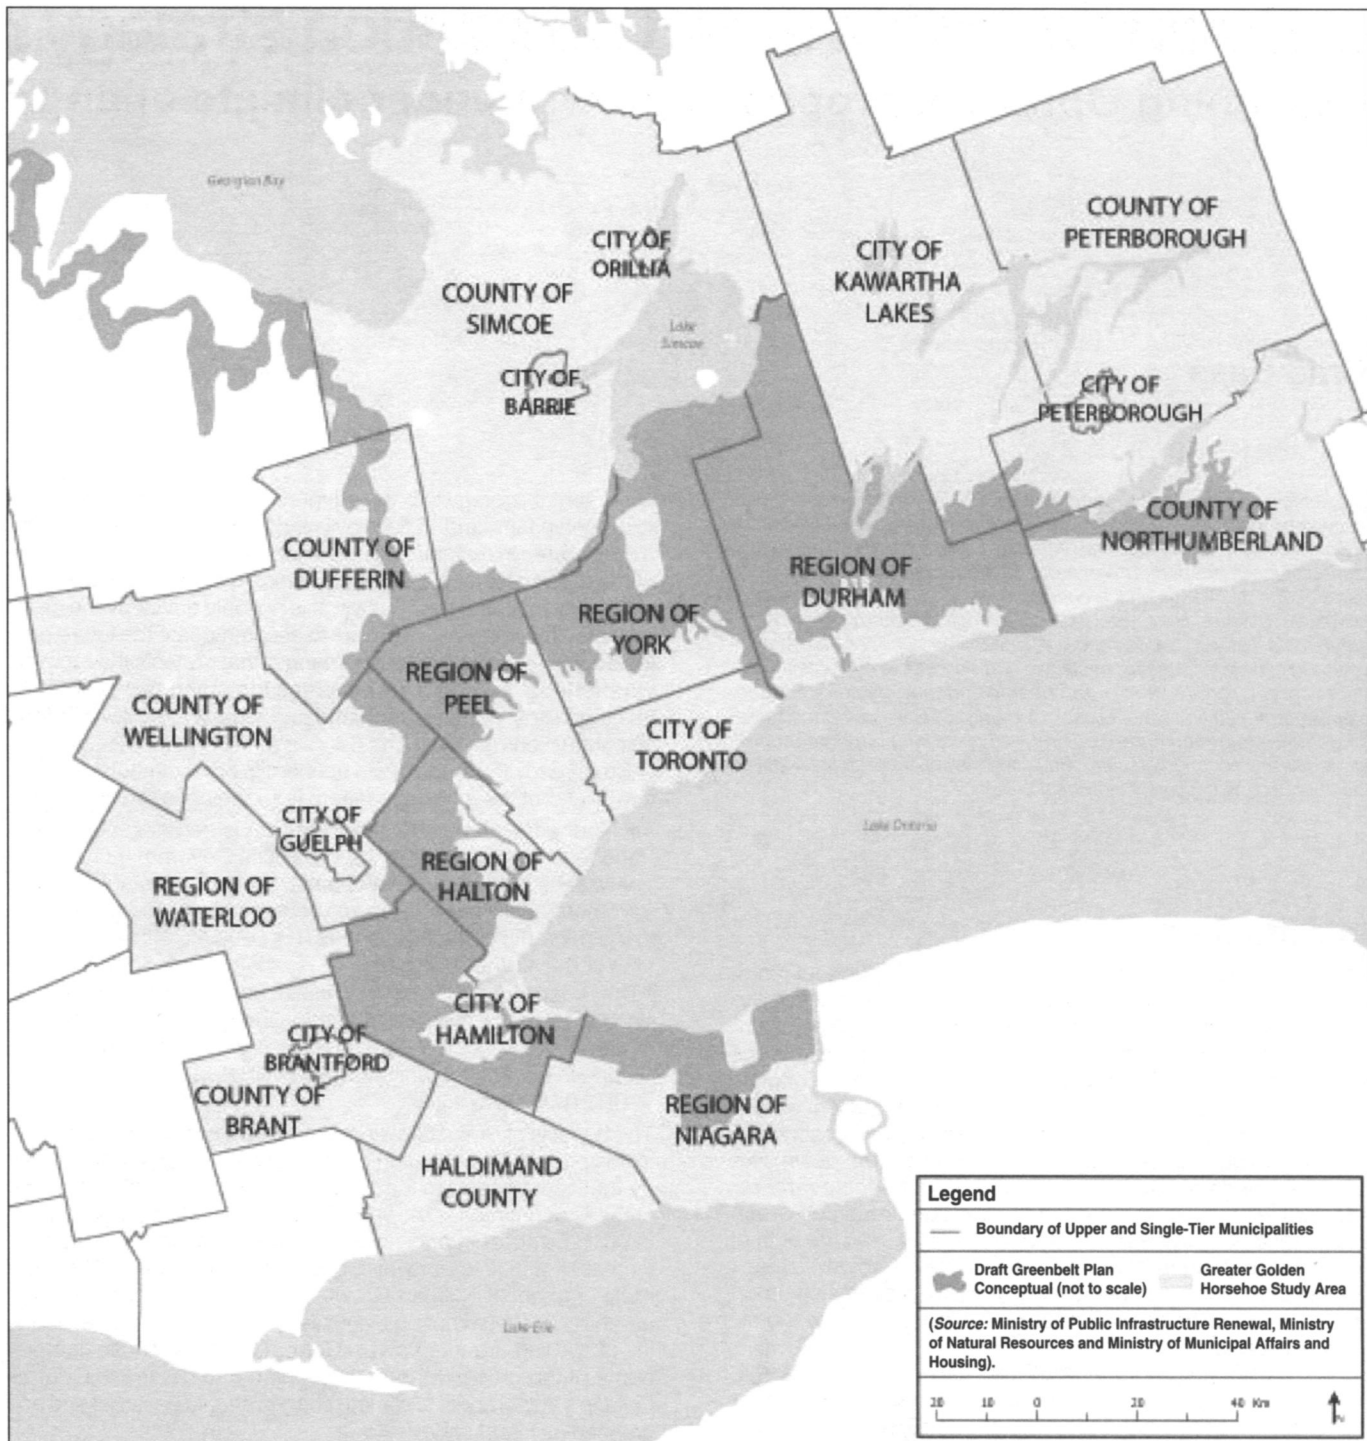 Georgian Bay
CITY OF
ORILLIA
COUNTY OF
SIMCOE
Lake
Simcoe
CITY OF
BARRIE
CITY OF
KAWARTHA
LAKES
COUNTY OF
PETERBOROUGH
CITY OF
PETERBOROUGH
COUNTY OF
NORTHUMBERLAND
COUNTY OF
DUFFERIN
REGION OF
DURHAM
REGION OF
YORK
REGION OF
PEEL
COUNTY OF
WELLINGTON
CITY OF
TORONTO
CITY OF
GUELPH
Lake Ontario
REGION OF
HALTON
REGION OF
WATERLOO
CITY OF
HAMILTON
CITY OF
BRANTFORD
COUNTY OF
BRANT
REGION OF
NIAGARA
HALDIMAND
COUNTY
Lake Erie
Legend
Boundary of Upper and Single-Tier Municipalities
Draft Greenbelt Plan
Conceptual (not to scale)
Greater Golden
Horsehoe Study Area
(Source: Ministry of Public Infrastructure Renewal, Ministry
of Natural Resources and Ministry of Municipal Affairs and
Housing).
20 10 0 20 40 Km
N